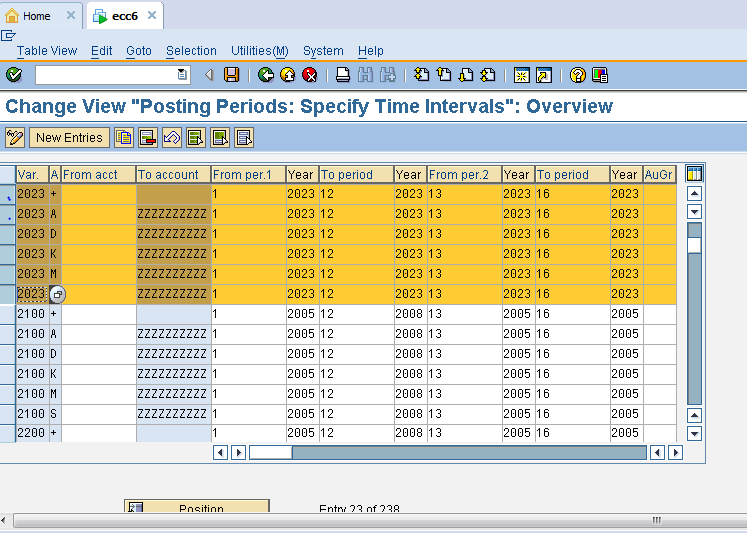 Home ecc6
Table View Edit Goto Selection Utilities(M) System Help
Change View "Posting Periods: Specify Time Intervals": Overview
New Entries
Var. A From acct To account From per.1 Year To period Year From per.2 Year To period Year AuGr
2023 + 1 2023 12 2023 13 2023 16 2023
2023 A ZZZZZZZZZZ 1 2023 12 2023 13 2023 16 2023
2023 D ZZZZZZZZZZ 1 2023 12 2023 13 2023 16 2023
2023 K ZZZZZZZZZZ 1 2023 12 2023 13 2023 16 2023
2023 M ZZZZZZZZZZ 1 2023 12 2023 13 2023 16 2023
2023 ZZZZZZZZZZ 1 2023 12 2023 13 2023 16 2023
2100 + 1 2005 12 2008 13 2005 16 2005
2100 A ZZZZZZZZZZ 1 2005 12 2008 13 2005 16 2005
2100 D ZZZZZZZZZZ 1 2005 12 2008 13 2005 16 2005
2100 K ZZZZZZZZZZ 1 2005 12 2008 13 2005 16 2005
2100 M ZZZZZZZZZZ 1 2005 12 2008 13 2005 16 2005
2100 S ZZZZZZZZZZ 1 2005 12 2008 13 2005 16 2005
2200 + 1 2005 12 2008 13 2005 16 2005
Position Entry 23 of 238